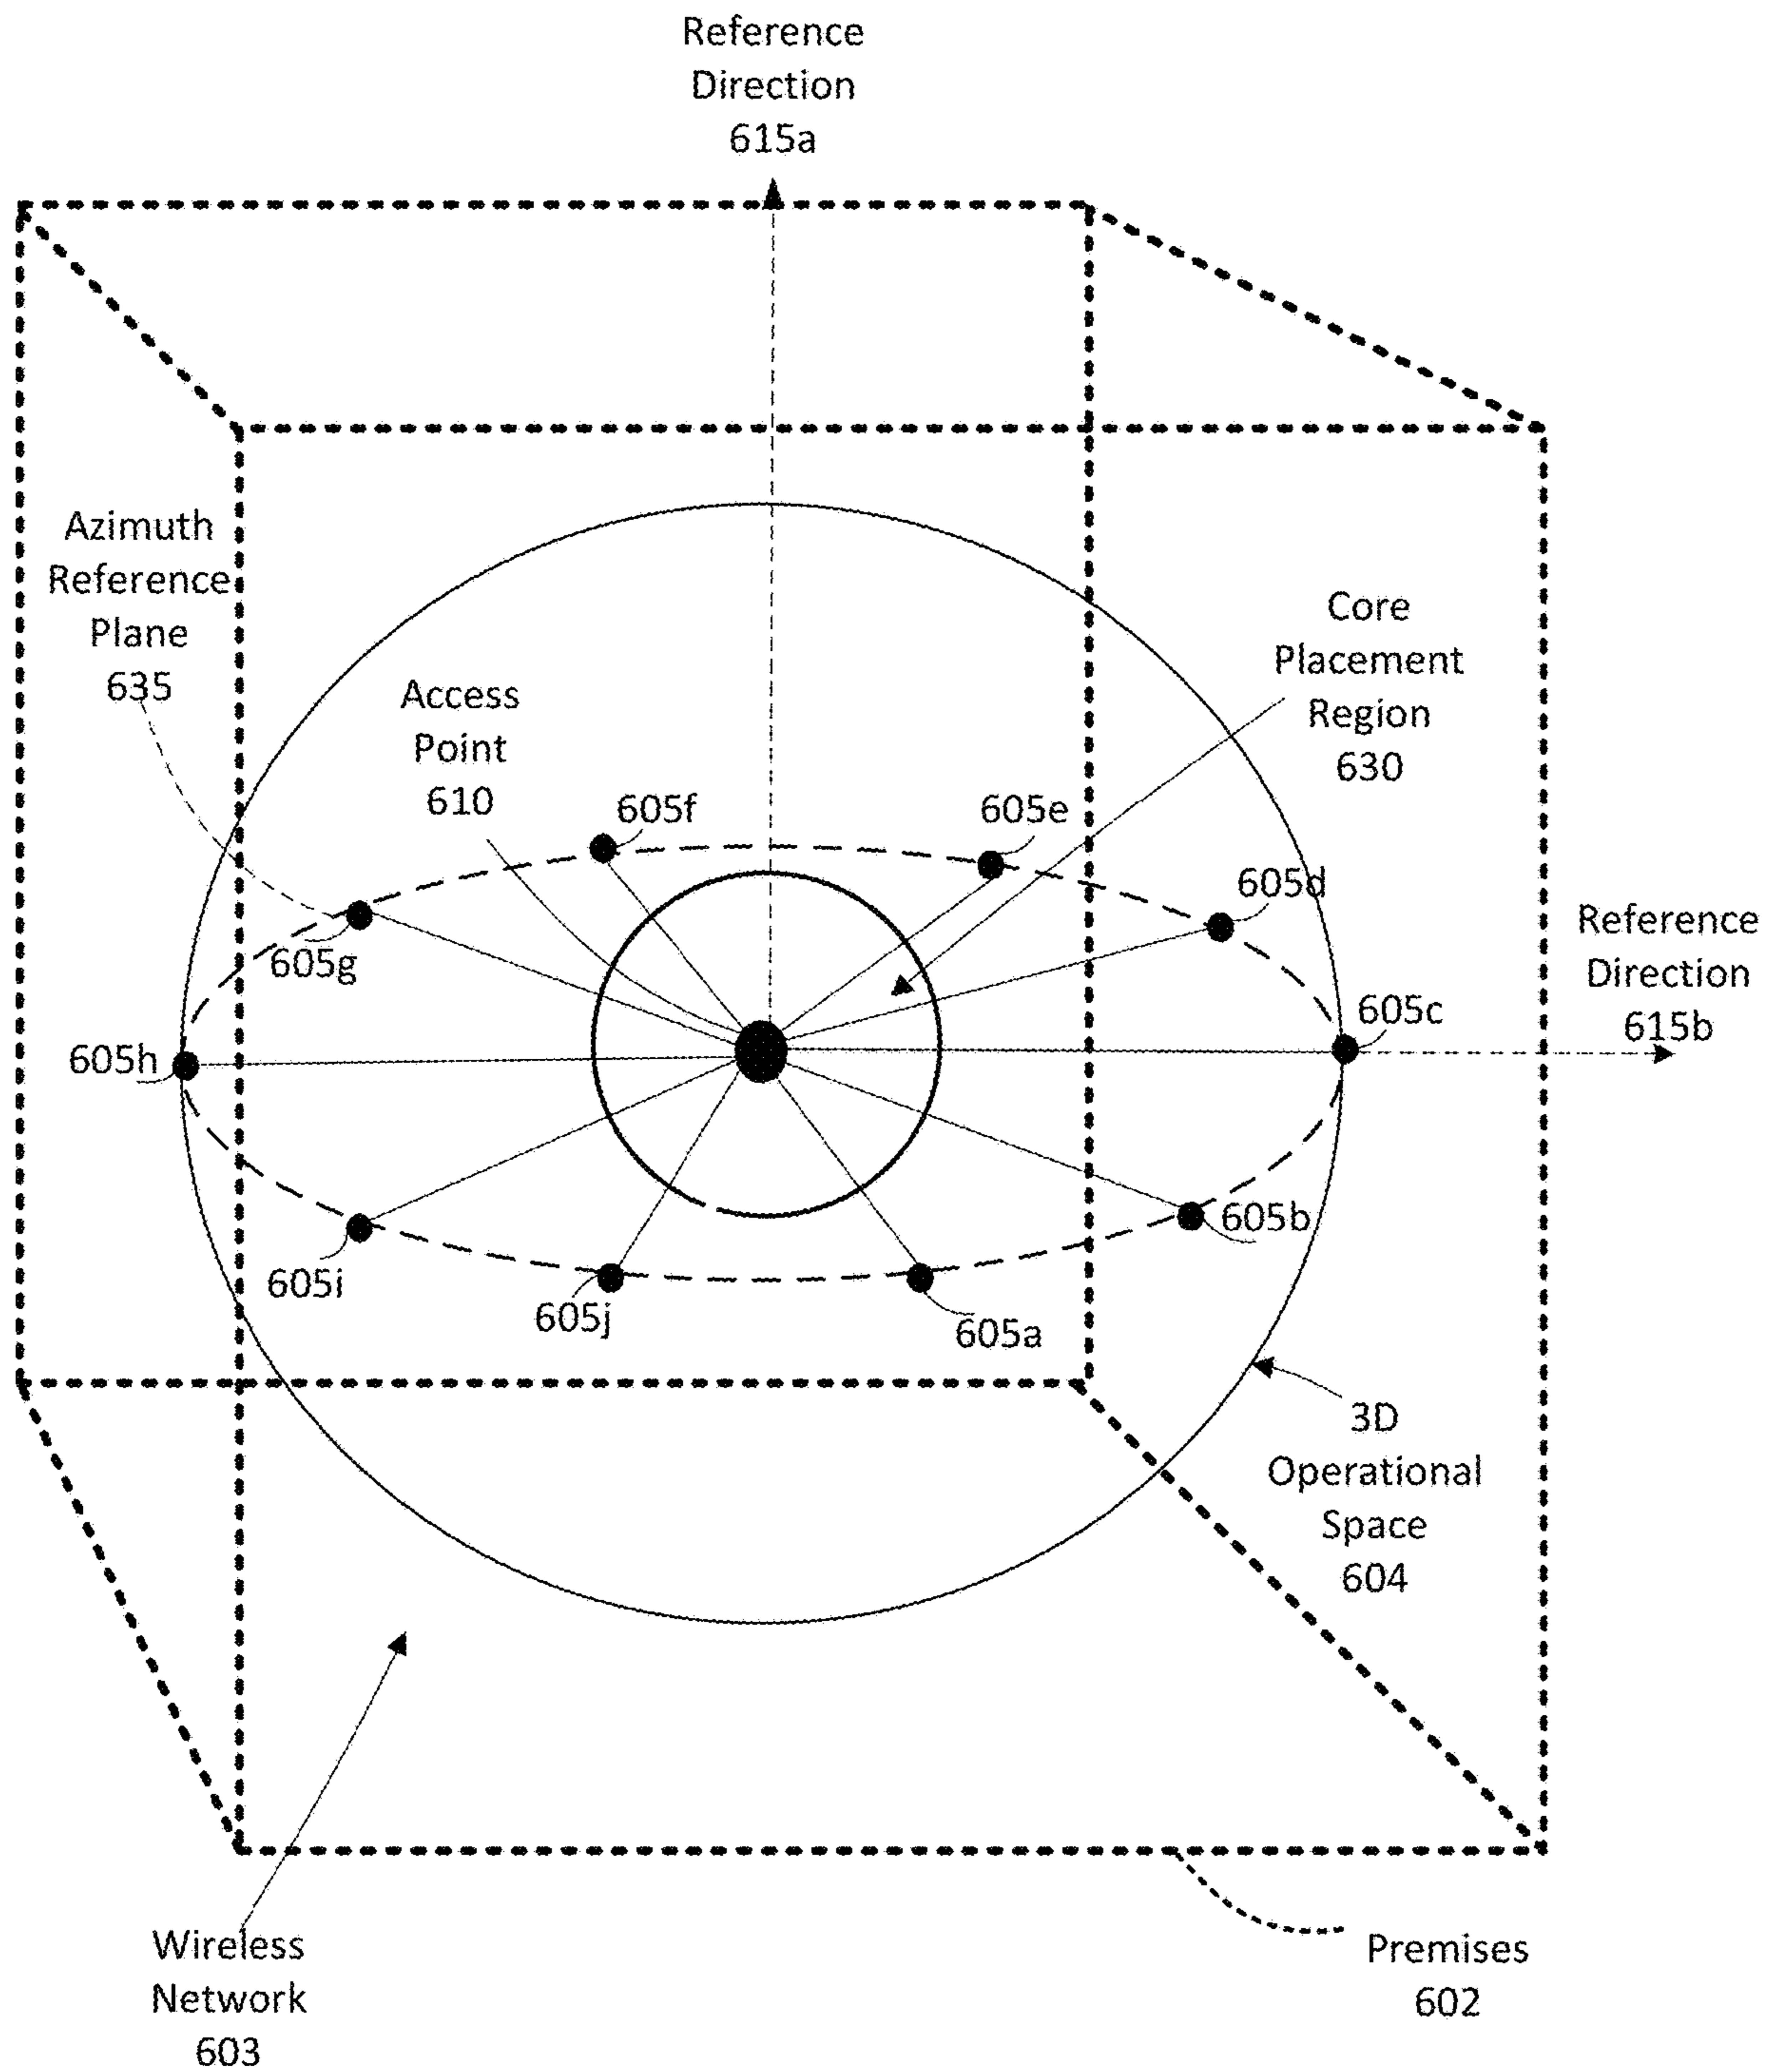 Reference
Direction
615a
Azimuth
Reference
Plane
635
Access
Point
610
Core
Placement
Region
630
605f
605e
605d
605g
Reference
Direction
615b
605c
605h
605b
605i
605j
605a
3D
Operational
Space
604
Wireless
Network
603
Premises
602